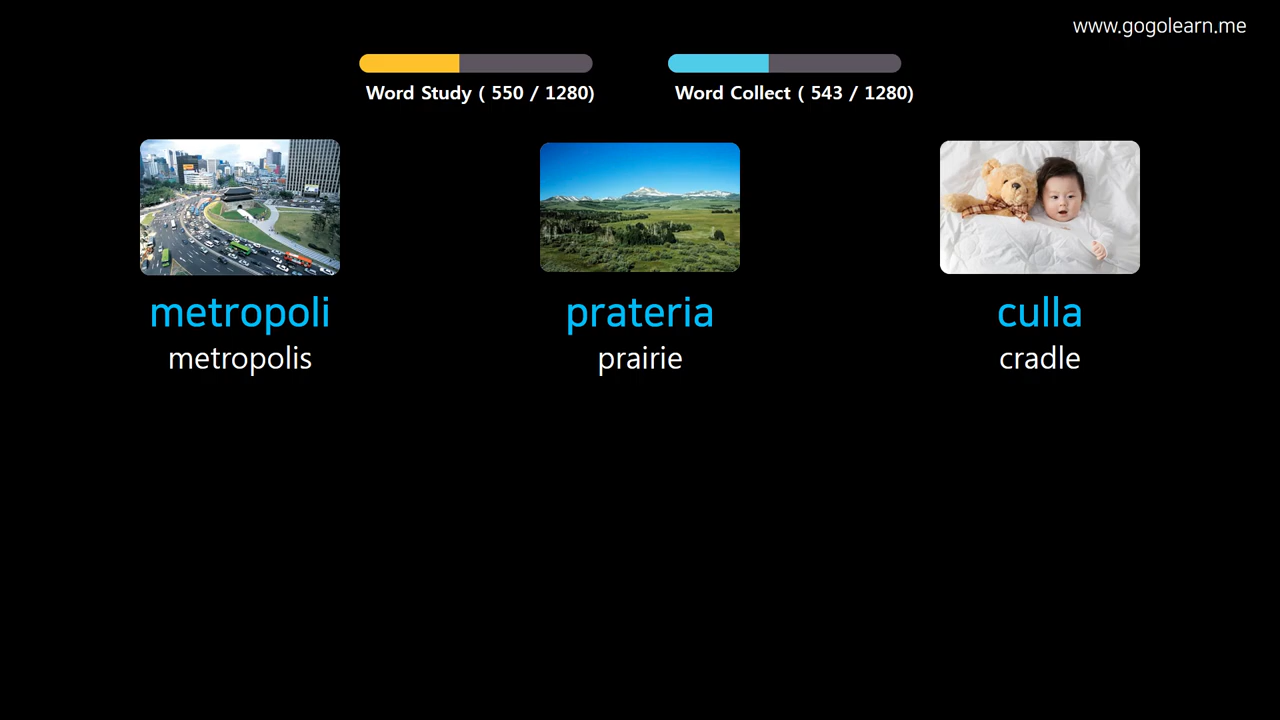 www.gogolearn.me
Word Study ( 550 / 1280)
Word Collect ( 543 / 1280)
metropoli
metropolis
prateria
prairie
culla
cradle